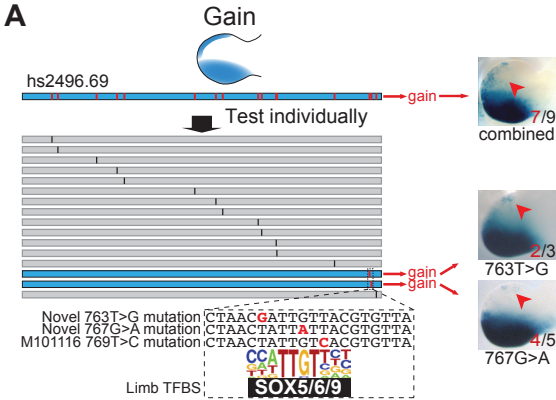 A
Gain
hs2496.69
gain
7/9
combined
Test individually
2/3
gain
gain
763T>G
4/5
767G>A
Novel 763T>G mutation CTAACGATTGTTACGTGTTA
Novel 767G>A mutation CTAACTATTATTACGTGTTA
M101116 769T>C mutation CTAACTATTGTCACGTGTTA
CCATTGT
Limb TFBS SOX5/6/9